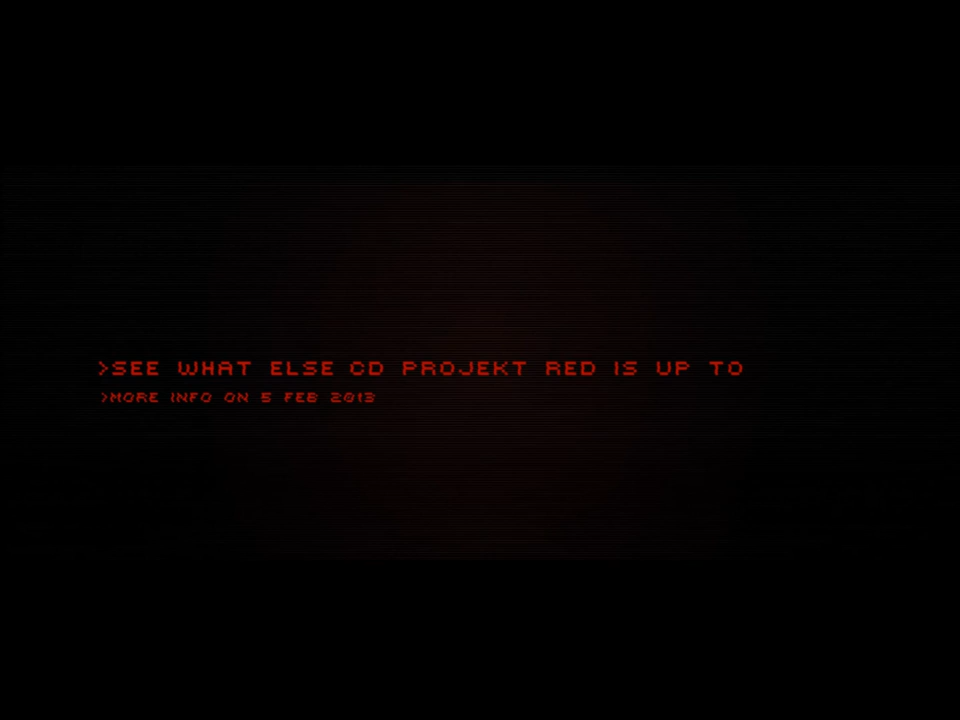 >SEE WHAT ELSE CD PROJEKT RED IS UP TO
>MORE INFO ON 5 FEB 2013